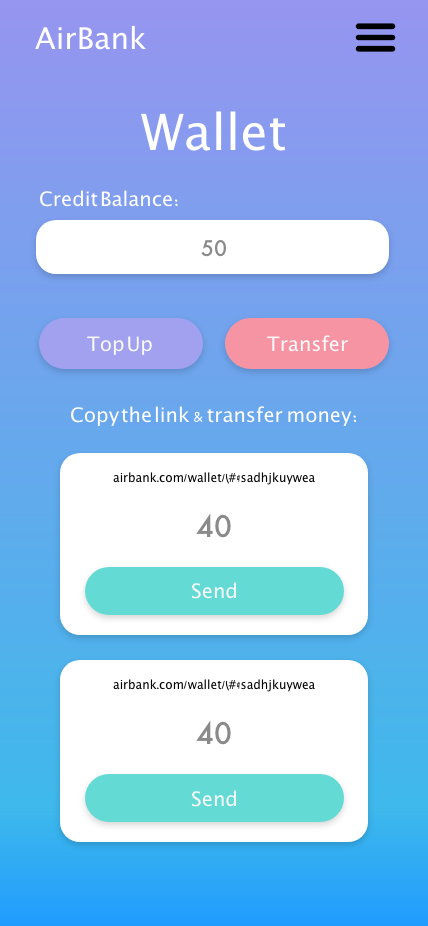 AirBank
Wallet
Credit Balance:
50
Top Up
Transfer
Copy the link & transfer money:
airbank.com/wallet/\#•sadhjkuywea
40
Send
airbank.com/wallet/\#•sadhjkuywea
40
Send